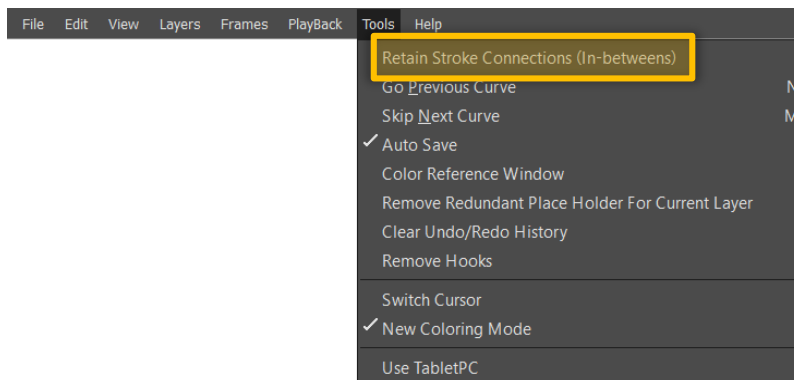 File Edit View Layers Frames PlayBack Tools Help
Retain Stroke Connections (In-betweens)
Go Previous Curve N
Skip Next Curve M
Auto Save
Color Reference Window
Remove Redundant Place Holder For Current Layer
Clear Undo/Redo History
Remove Hooks
Switch Cursor
New Coloring Mode
Use TabletPC